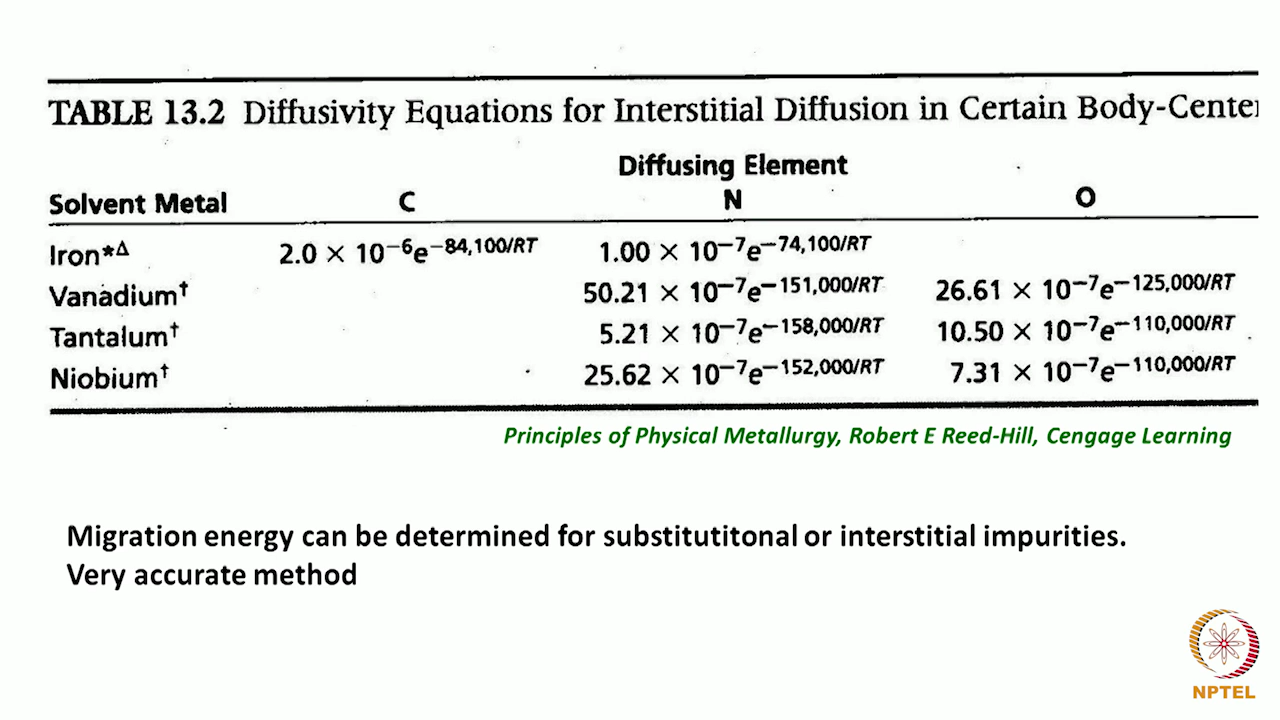 TABLE 13.2 Diffusivity Equations for Interstitial Diffusion in Certain Body-Cente
Diffusing Element
Solvent Metal C N O
Iron*Δ 2.0 × 10⁻⁶e⁻⁸⁴,¹⁰⁰/ᴿᵀ 1.00 × 10⁻⁷e⁻⁷⁴,¹⁰⁰/ᴿᵀ
Vanadium† 50.21 × 10⁻⁷e⁻¹⁵¹,⁰⁰⁰/ᴿᵀ 26.61 × 10⁻⁷e⁻¹²⁵,⁰⁰⁰/ᴿᵀ
Tantalum† 5.21 × 10⁻⁷e⁻¹⁵⁸,⁰⁰⁰/ᴿᵀ 10.50 × 10⁻⁷e⁻¹¹⁰,⁰⁰⁰/ᴿᵀ
Niobium† 25.62 × 10⁻⁷e⁻¹⁵²,⁰⁰⁰/ᴿᵀ 7.31 × 10⁻⁷e⁻¹¹⁰,⁰⁰⁰/ᴿᵀ
Principles of Physical Metallurgy, Robert E Reed-Hill, Cengage Learning
Migration energy can be determined for substitutitonal or interstitial impurities.
Very accurate method
NPTEL